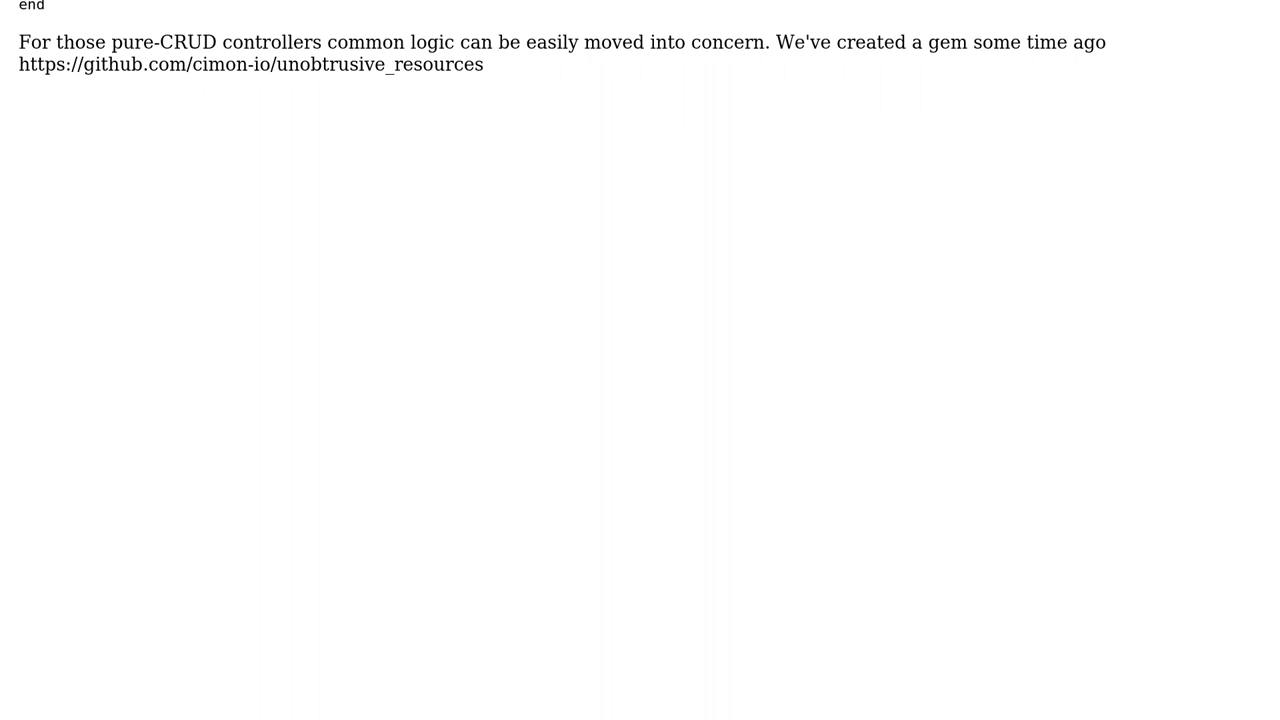 end
For those pure-CRUD controllers common logic can be easily moved into concern. We've created a gem some time ago
https://github.com/cimon-io/unobtrusive_resources